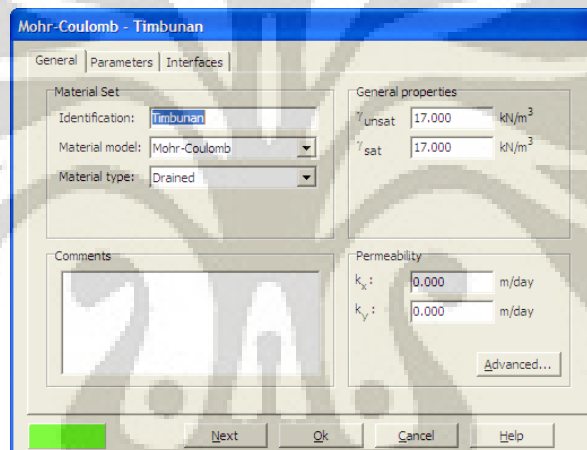 Mohr-Coulomb - Timbunan
General Parameters Interfaces
Material Set
Identification: Timbunan
Material model: Mohr-Coulomb
Material type: Drained
General properties
γunsat 17.000 kN/m³
γsat 17.000 kN/m³
Comments
Permeability
kx : 0.000 m/day
ky : 0.000 m/day
Advanced...
Next Ok Cancel Help